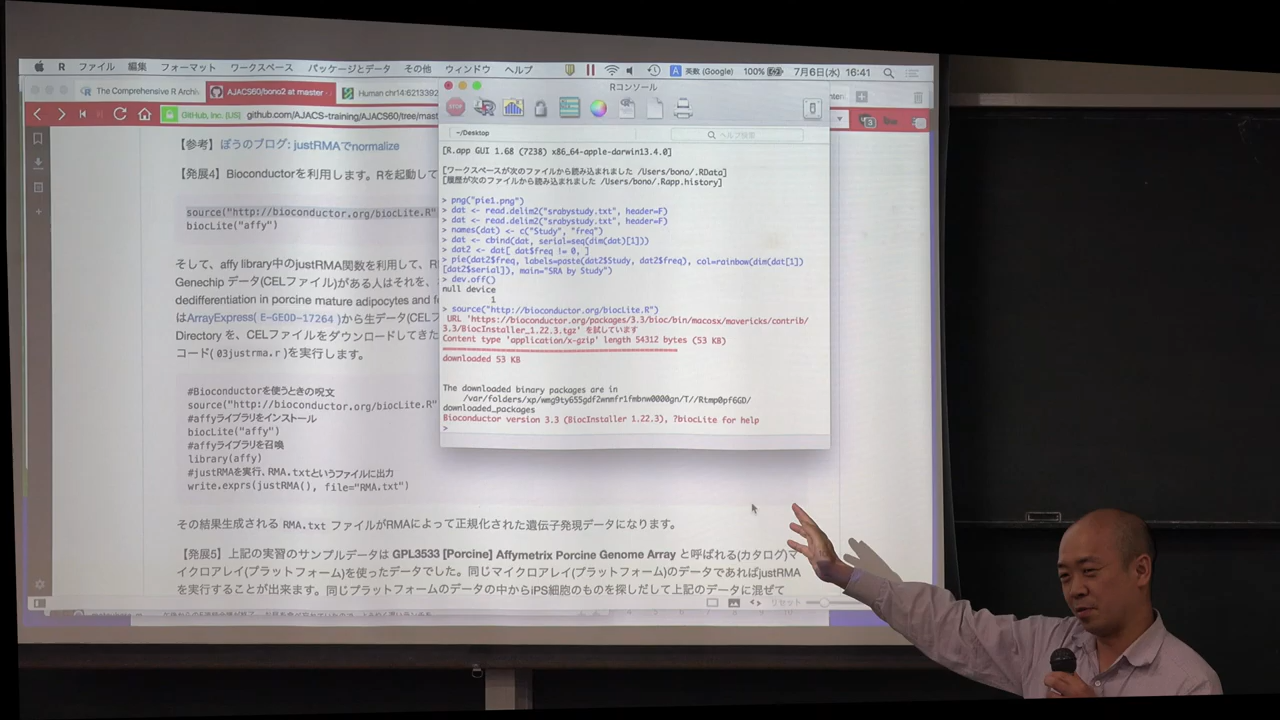 R ファイル 編集 フォーマット ワークスペース パッケージとデータ その他 ウィンドウ ヘルプ
英数 (Google) 100% 7月6日(水) 16:41
The Comprehensive R Archiv
AJACS60/bono2 at master
Human chr14:6213392
GitHub, Inc. [US]
github.com/AJACS-training/AJACS60/tree/mast
【参考】ぼうのブログ: justRMAでnormalize
【発展4】Bioconductorを利用します。Rを起動して
source("http://bioconductor.org/biocLite.R"
biocLite("affy")
そして、affy library中のjustRMA関数を利用して、R
Genechip データ(CELファイル)がある人はそれを、
dedifferentiation in porcine mature adipocytes and fe
はArrayExpress( E-GEOD-17264 )から生データ(CELフ
Directory を、CELファイルをダウンロードしてきた
コード( 03justrma.r )を実行します。
#Bioconductorを使うときの呪文
source("http://bioconductor.org/biocLite.R"
#affyライブラリをインストール
biocLite("affy")
#affyライブラリを召喚
library(affy)
#justRMAを実行、RMA.txtというファイルに出力
write.exprs(justRMA(), file="RMA.txt")
その結果生成される RMA.txt ファイルがRMAによって正規化された遺伝子発現データになります。
【発展5】上記の実習のサンプルデータは GPL3533 [Porcine] Affymetrix Porcine Genome Array と呼ばれる(カタログ)マ
イクロアレイ(プラットフォーム)を使ったデータでした。同じマイクロアレイ(プラットフォーム)のデータであればjustRMA
を実行することが出来ます。同じプラットフォームのデータの中からiPS細胞のものを探しだして上記のデータに混ぜて
リセット
Rコンソール
STOP
~/Desktop
ヘルプ検索
[R.app GUI 1.68 (7238) x86_64-apple-darwin13.4.0]
[ワークスペースが次のファイルから読み込まれました /Users/bono/.RData]
[履歴が次のファイルから読み込まれました /Users/bono/.Rapp.history]
> png("pie1.png")
> dat <- read.delim2("srabystudy.txt", header=F)
> dat <- read.delim2("srabystudy.txt", header=F)
> names(dat) <- c("Study", "freq")
> dat <- cbind(dat, serial=seq(dim(dat)[1]))
> dat2 <- dat[ dat$freq != 0, ]
> pie(dat2$freq, labels=paste(dat2$Study, dat2$freq), col=rainbow(dim(dat[1])
[dat2$serial]), main="SRA by Study")
> dev.off()
null device
1
> source("http://bioconductor.org/biocLite.R")
URL 'https://bioconductor.org/packages/3.3/bioc/bin/macosx/mavericks/contrib/
3.3/BiocInstaller_1.22.3.tgz' を試しています
Content type 'application/x-gzip' length 54312 bytes (53 KB)
==================================================
downloaded 53 KB
The downloaded binary packages are in
/var/folders/xp/wmg9ty655gdf2wnmfr1fmbnw0000gn/T//Rtmp0pf6GD/
downloaded_packages
Bioconductor version 3.3 (BiocInstaller 1.22.3), ?biocLite for help
>